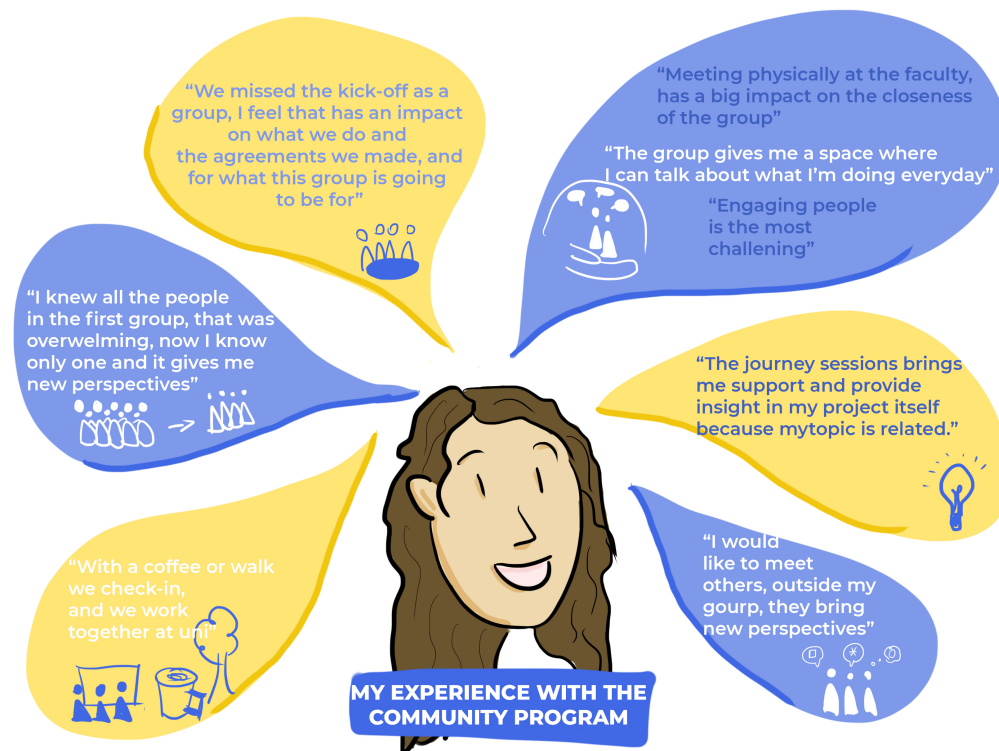 “We missed the kick-off as a
group, I feel that has an impact
on what we do and
the agreements we made, and
for what this group is going
to be for”
“Meeting physically at the faculty,
has a big impact on the closeness
of the group”
“The group gives me a space where
I can talk about what I’m doing everyday”
“Engaging people
is the most
challening”
“I knew all the people
in the first group, that was
overwelming, now I know
only one and it gives me
new perspectives”
“The journey sessions brings
me support and provide
insight in my project itself
because mytopic is related.”
“With a coffee or walk
we check-in,
and we work
together at uni”
“I would
like to meet
others, outside my
gourp, they bring
new perspectives”
MY EXPERIENCE WITH THE
COMMUNITY PROGRAM